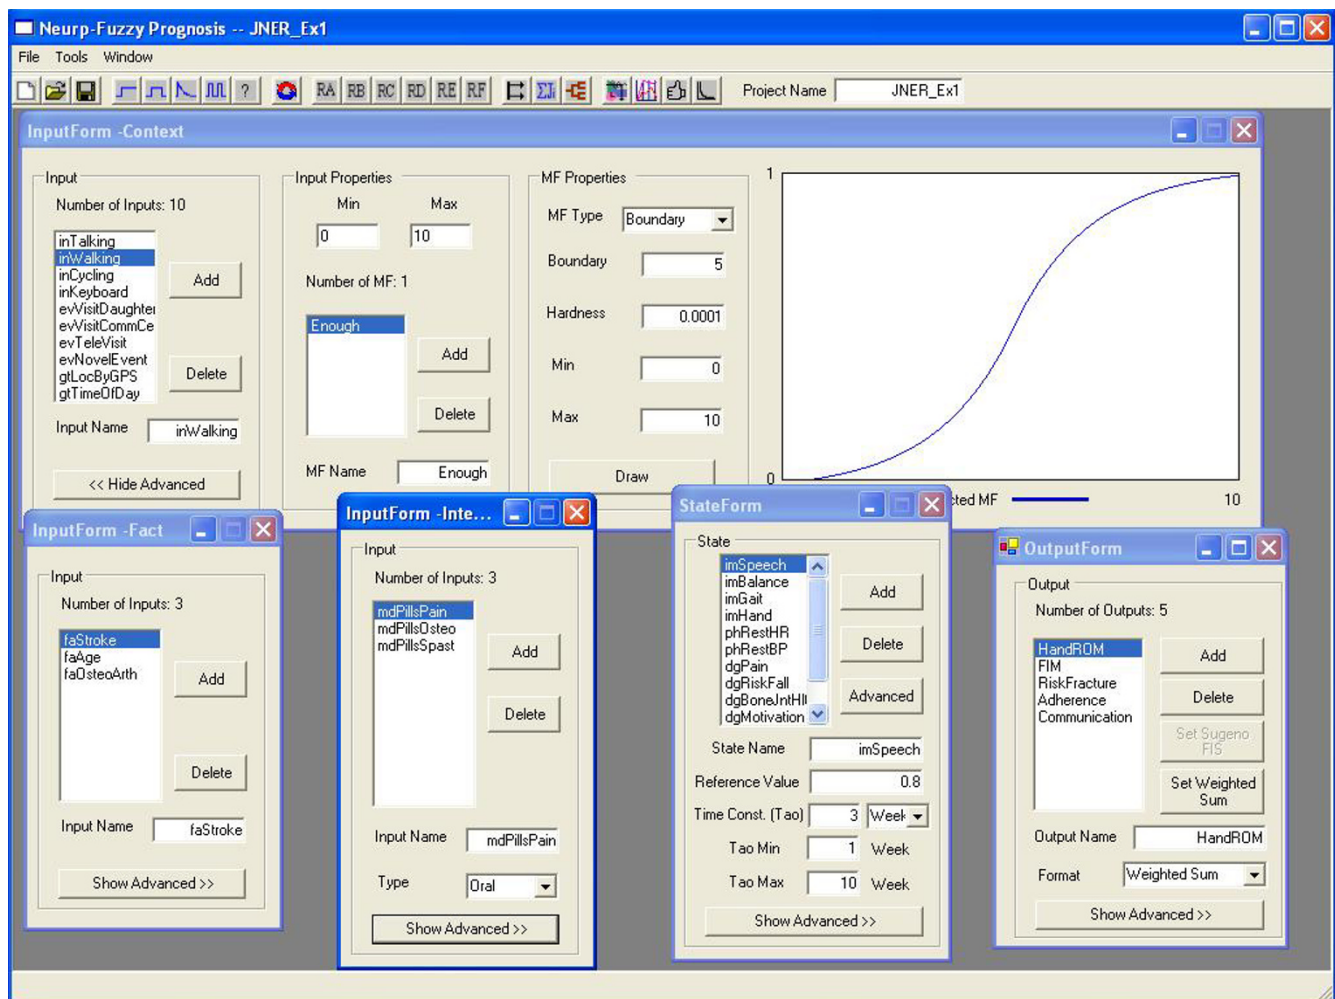 Neurp-Fuzzy Prognosis -- JNER_Ex1
File Tools Window
? RA RB RC RD RE RF ΣJi Project Name JNER_Ex1
InputForm -Context
Input
Number of Inputs: 10
inTalking
inWalking
inCycling
inKeyboard
evVisitDaughter
evVisitCommCe
evTeleVisit
evNovelEvent
gtLocByGPS
gtTimeOfDay
Add
Delete
Input Name inWalking
<< Hide Advanced
Input Properties
Min Max
0 10
Number of MF: 1
Enough
Add
Delete
MF Name Enough
MF Properties
MF Type Boundary
Boundary 5
Hardness 0.0001
Min 0
Max 10
Draw
1
0
cted MF 10
InputForm -Fact
Input
Number of Inputs: 3
faStroke
faAge
faOsteoArth
Add
Delete
Input Name faStroke
Show Advanced >>
InputForm -Inte...
Input
Number of Inputs: 3
mdPillsPain
mdPillsOsteo
mdPillsSpast
Add
Delete
Input Name mdPillsPain
Type Oral
Show Advanced >>
StateForm
State
imSpeech
imBalance
imGait
imHand
phRestHR
phRestBP
dgPain
dgRiskFall
dgBoneJntHl
dgMotivation
Add
Delete
Advanced
State Name imSpeech
Reference Value 0.8
Time Const. (Tao) 3 Week
Tao Min 1 Week
Tao Max 10 Week
Show Advanced >>
OutputForm
Output
Number of Outputs: 5
HandROM
FIM
RiskFracture
Adherence
Communication
Add
Delete
Set Sugeno
FIS
Set Weighted
Sum
Output Name HandROM
Format Weighted Sum
Show Advanced >>